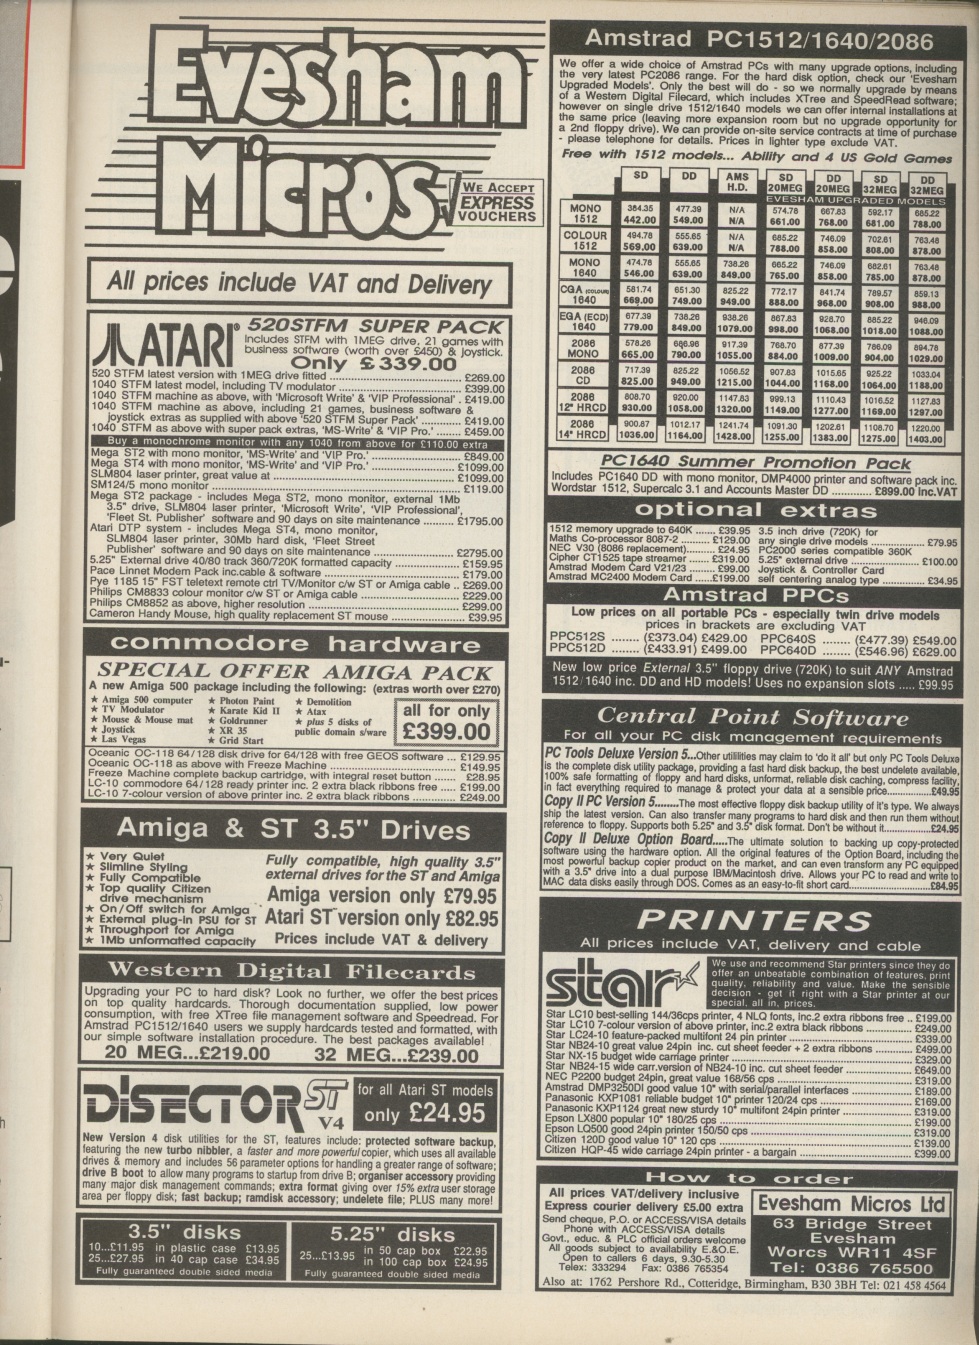 Evesham
Micros
WE ACCEPT
EXPRESS
VOUCHERS
All prices include VAT and Delivery
ATARI®
520STFM SUPER PACK
Includes STFM with 1MEG drive, 21 games with
business software (worth over £450) & joystick.
Only £339.00
520 STFM latest version with 1MEG drive fitted ... £269.00
1040 STFM latest model, including TV modulator ... £399.00
1040 STFM machine as above, with 'Microsoft Write' & 'VIP Professional' . £419.00
1040 STFM machine as above, including 21 games, business software &
joystick extras as supplied with above '520 STFM Super Pack' ... £419.00
1040 STFM as above with super pack extras, 'MS-Write' & 'VIP Pro.' ... £459.00
Buy a monochrome monitor with any 1040 from above for £110.00 extra
Mega ST2 with mono monitor, 'MS-Write' and 'VIP Pro.' ... £849.00
Mega ST4 with mono monitor, 'MS-Write' and 'VIP Pro.' ... £1099.00
SLM804 laser printer, great value at ... £1099.00
SM124/5 mono monitor ... £119.00
Mega ST2 package - includes Mega ST2, mono monitor, external 1Mb
3.5" drive, SLM804 laser printer, 'Microsoft Write', 'VIP Professional',
'Fleet St. Publisher' software and 90 days on site maintenance ... £1795.00
Atari DTP system - includes Mega ST4, mono monitor,
SLM804 laser printer, 30Mb hard disk, 'Fleet Street
Publisher' software and 90 days on site maintenance ... £2795.00
5.25" External drive 40/80 track 360/720K formatted capacity ... £159.95
Pace Linnet Modem Pack inc.cable & software ... £179.00
Pye 1185 15" FST teletext remote ctrl TV/Monitor c/w ST or Amiga cable .. £269.00
Philips CM8833 colour monitor c/w ST or Amiga cable ... £229.00
Philips CM8852 as above, higher resolution ... £299.00
Cameron Handy Mouse, high quality replacement ST mouse ... £39.95
commodore hardware
SPECIAL OFFER AMIGA PACK
A new Amiga 500 package including the following: (extras worth over £270)
★ Amiga 500 computer ★ Photon Paint ★ Demolition
★ TV Modulator ★ Karate Kid II ★ Atax
★ Mouse & Mouse mat ★ Goldrunner ★ plus 5 disks of
★ Joystick ★ XR 35 public domain s/ware
★ Las Vegas ★ Grid Start
all for only
£399.00
Oceanic OC-118 64/128 disk drive for 64/128 with free GEOS software ... £129.95
Oceanic OC-118 as above with Freeze Machine ... £149.95
Freeze Machine complete backup cartridge, with integral reset button ... £28.95
LC-10 commodore 64/128 ready printer inc. 2 extra black ribbons free ... £199.00
LC-10 7-colour version of above printer inc. 2 extra black ribbons ... £249.00
Amiga & ST 3.5" Drives
★ Very Quiet
★ Slimline Styling
★ Fully Compatible
★ Top quality Citizen
drive mechanism
★ On/Off switch for Amiga
★ External plug-in PSU for ST
★ Throughport for Amiga
★ 1Mb unformatted capacity
Fully compatible, high quality 3.5"
external drives for the ST and Amiga
Amiga version only £79.95
Atari ST version only £82.95
Prices include VAT & delivery
Western Digital Filecards
Upgrading your PC to hard disk? Look no further, we offer the best prices
on top quality hardcards. Thorough documentation supplied, low power
consumption, with free XTree file management software and Speedread. For
Amstrad PC1512/1640 users we supply hardcards tested and formatted, with
our simple software installation procedure. The best packages available!
20 MEG...£219.00 32 MEG...£239.00
DISECTOR ST
V4
for all Atari ST models
only £24.95
New Version 4 disk utilities for the ST, features include: protected software backup,
featuring the new turbo nibbler, a faster and more powerful copier, which uses all available
drives & memory and includes 56 parameter options for handling a greater range of software;
drive B boot to allow many programs to startup from drive B; organiser accessory providing
many major disk management commands; extra format giving over 15% extra user storage
area per floppy disk; fast backup; ramdisk accessory; undelete file; PLUS many more!
3.5" disks
10...£11.95 in plastic case £13.95
25...£27.95 in 40 cap case £34.95
Fully guaranteed double sided media
5.25" disks
25...£13.95 in 50 cap box £22.95
in 100 cap box £24.95
Fully guaranteed double sided media
Amstrad PC1512/1640/2086
We offer a wide choice of Amstrad PCs with many upgrade options, including
the very latest PC2086 range. For the hard disk option, check our 'Evesham
Upgraded Models'. Only the best will do - so we normally upgrade by means
of a Western Digital Filecard, which includes XTree and SpeedRead software;
however on single drive 1512/1640 models we can offer internal installations at
the same price (leaving more expansion room but no upgrade opportunity for
a 2nd floppy drive). We can provide on-site service contracts at time of purchase
- please telephone for details. Prices in lighter type exclude VAT.
Free with 1512 models... Ability and 4 US Gold Games
SD DD AMS H.D. SD 20MEG DD 20MEG SD 32MEG DD 32MEG
EVESHAM UPGRADED MODELS
MONO 384.35 477.39 N/A 574.78 667.83 592.17 685.22
1512 442.00 549.00 N/A 661.00 768.00 681.00 788.00
COLOUR 494.78 555.65 N/A 685.22 746.09 702.61 763.48
1512 569.00 639.00 N/A 788.00 858.00 808.00 878.00
MONO 474.78 555.65 738.26 665.22 746.09 682.61 763.48
1640 546.00 639.00 849.00 765.00 858.00 785.00 878.00
CGA (COLOUR) 581.74 651.30 825.22 772.17 841.74 789.57 859.13
1640 669.00 749.00 949.00 888.00 968.00 908.00 988.00
EGA (ECD) 677.39 738.26 938.26 867.83 928.70 885.22 946.09
1640 779.00 849.00 1079.00 998.00 1068.00 1018.00 1088.00
2086 578.26 686.96 917.39 768.70 877.39 786.09 894.78
MONO 665.00 790.00 1055.00 884.00 1009.00 904.00 1029.00
2086 717.39 825.22 1056.52 907.83 1015.65 925.22 1033.04
CD 825.00 949.00 1215.00 1044.00 1168.00 1064.00 1188.00
2086 808.70 920.00 1147.83 999.13 1110.43 1016.52 1127.83
12" HRCD 930.00 1058.00 1320.00 1149.00 1277.00 1169.00 1297.00
2086 900.87 1012.17 1241.74 1091.30 1202.61 1108.70 1220.00
14" HRCD 1036.00 1164.00 1428.00 1255.00 1383.00 1275.00 1403.00
PC1640 Summer Promotion Pack
Includes PC1640 DD with mono monitor, DMP4000 printer and software pack inc.
Wordstar 1512, Supercalc 3.1 and Accounts Master DD ... £899.00 inc.VAT
optional extras
1512 memory upgrade to 640K ... £39.95
Maths Co-processor 8087-2 ... £129.00
NEC V30 (8086 replacement) ... £24.95
Cipher CT1525 tape streamer ... £319.00
Amstrad Modem Card V21/23 ... £99.00
Amstrad MC2400 Modem Card ... £199.00
3.5 inch drive (720K) for
any single drive models ... £79.95
PC2000 series compatible 360K
5.25" external drive ... £100.00
Joystick & Controller Card
self centering analog type ... £34.95
Amstrad PPCs
Low prices on all portable PCs - especially twin drive models
prices in brackets are excluding VAT
PPC512S ... (£373.04) £429.00 PPC640S ... (£477.39) £549.00
PPC512D ... (£433.91) £499.00 PPC640D ... (£546.96) £629.00
New low price External 3.5" floppy drive (720K) to suit ANY Amstrad
1512/1640 inc. DD and HD models! Uses no expansion slots ..... £99.95
Central Point Software
For all your PC disk management requirements
PC Tools Deluxe Version 5...Other utililities may claim to 'do it all' but only PC Tools Deluxe
is the complete disk utility package, providing a fast hard disk backup, the best undelete available,
100% safe formatting of floppy and hard disks, unformat, reliable disk caching, compress facility,
in fact everything required to manage & protect your data at a sensible price...£49.95
Copy II PC Version 5........The most effective floppy disk backup utility of it's type. We always
ship the latest version. Can also transfer many programs to hard disk and then run them without
reference to floppy. Supports both 5.25" and 3.5" disk format. Don't be without it...£24.95
Copy II Deluxe Option Board.....The ultimate solution to backing up copy-protected
software using the hardware option. All the original features of the Option Board, including the
most powerful backup copier product on the market, and can even transform any PC equipped
with a 3.5" drive into a dual purpose IBM/Macintosh drive. Allows your PC to read and write to
MAC data disks easily through DOS. Comes as an easy-to-fit short card...£84.95
PRINTERS
All prices include VAT, delivery and cable
star
We use and recommend Star printers since they do
offer an unbeatable combination of features, print
quality, reliability and value. Make the sensible
decision - get it right with a Star printer at our
special, all in, prices.
Star LC10 best-selling 144/36cps printer, 4 NLQ fonts, inc.2 extra ribbons free .. £199.00
Star LC10 7-colour version of above printer, inc.2 extra black ribbons ... £249.00
Star LC24-10 feature-packed multifont 24 pin printer ... £339.00
Star NB24-10 great value 24pin inc. cut sheet feeder + 2 extra ribbons ... £499.00
Star NX-15 budget wide carriage printer ... £329.00
Star NB24-15 wide carr.version of NB24-10 inc. cut sheet feeder ... £649.00
NEC P2200 budget 24pin, great value 168/56 cps ... £319.00
Amstrad DMP3250DI good value 10" with serial/parallel interfaces ... £189.00
Panasonic KXP1081 reliable budget 10" printer 120/24 cps ... £169.00
Panasonic KXP1124 great new sturdy 10" multifont 24pin printer ... £319.00
Epson LX800 popular 10" 180/25 cps ... £199.00
Epson LQ500 good 24pin printer 150/50 cps ... £319.00
Citizen 120D good value 10" 120 cps ... £139.00
Citizen HQP-45 wide carriage 24pin printer - a bargain ... £399.00
How to order
All prices VAT/delivery inclusive
Express courier delivery £5.00 extra
Send cheque, P.O. or ACCESS/VISA details
Phone with ACCESS/VISA details
Govt., educ. & PLC official orders welcome
All goods subject to availability E.&O.E.
Open to callers 6 days, 9.30-5.30
Telex: 333294 Fax: 0386 765354
Evesham Micros Ltd
63 Bridge Street
Evesham
Worcs WR11 4SF
Tel: 0386 765500
Also at: 1762 Pershore Rd., Cotteridge, Birmingham, B30 3BH Tel: 021 458 4564